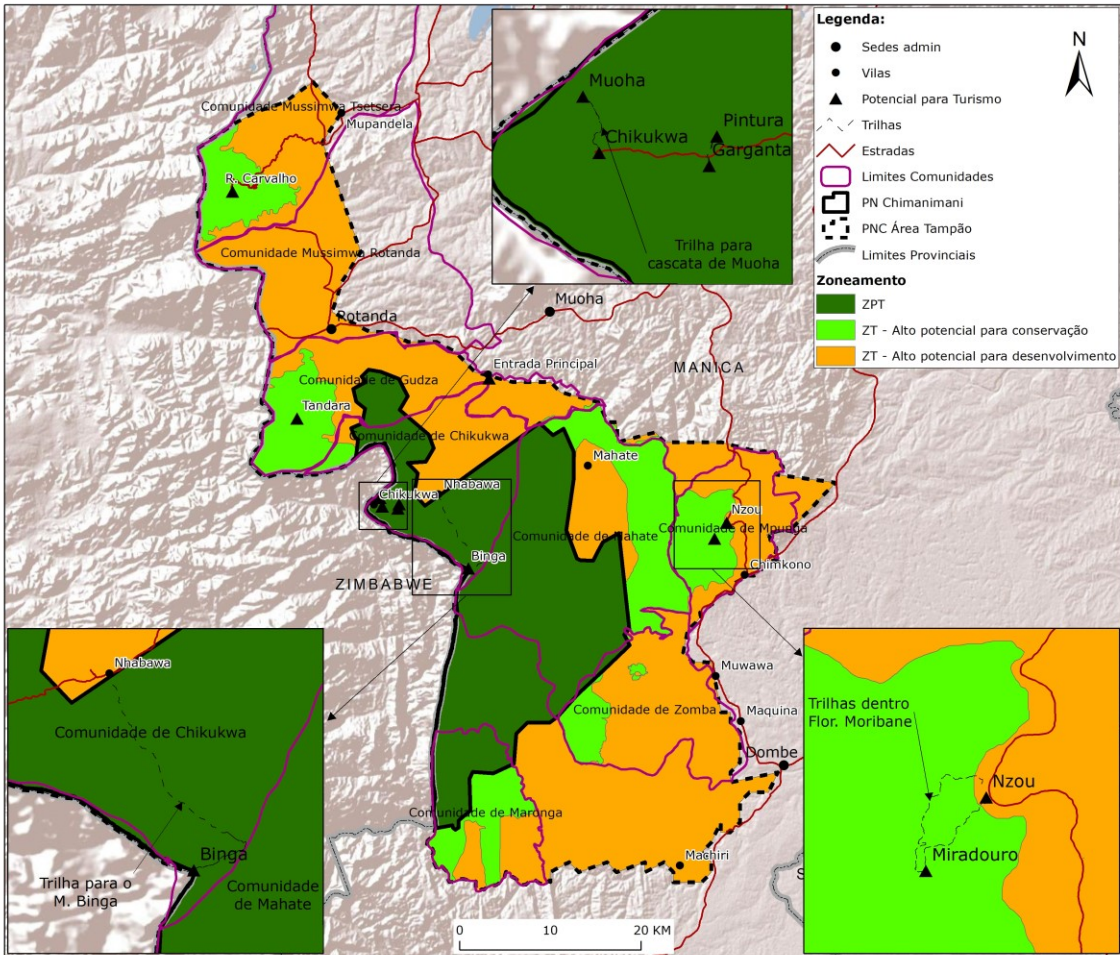 Legenda:
Sedes admin
Vilas
Potencial para Turismo
Trilhas
Estradas
Limites Comunidades
PN Chimanimani
PNC Área Tampão
Limites Provinciais
Zoneamento
ZPT
ZT - Alto potencial para conservação
ZT - Alto potencial para desenvolvimento
N
Muoha
Chikukwa
Pintura
Garganta
Trilha para
cascata de Muoha
Comunidade Mussimwa Tsetsera
Mupandela
R. Carvalho
Comunidade Mussimwa Rotanda
Rotanda
Muoha
Entrada Principal
MANICA
Comunidade de Gudza
Tandara
Comunidade de Chikukwa
Mahate
Chikukwa
Nhabawa
Nzou
Comunidade de Mahate
Comunidade de Mpunga
Binga
Chimkono
ZIMBABWE
Muwawa
Comunidade de Zomba
Maquina
Dombe
Comunidade de Maronga
Machiri
S
0 10 20 KM
Nhabawa
Comunidade de Chikukwa
Binga
Trilha para o
M. Binga
Comunidade
de Mahate
Trilhas dentro
Flor. Moribane
Nzou
Miradouro